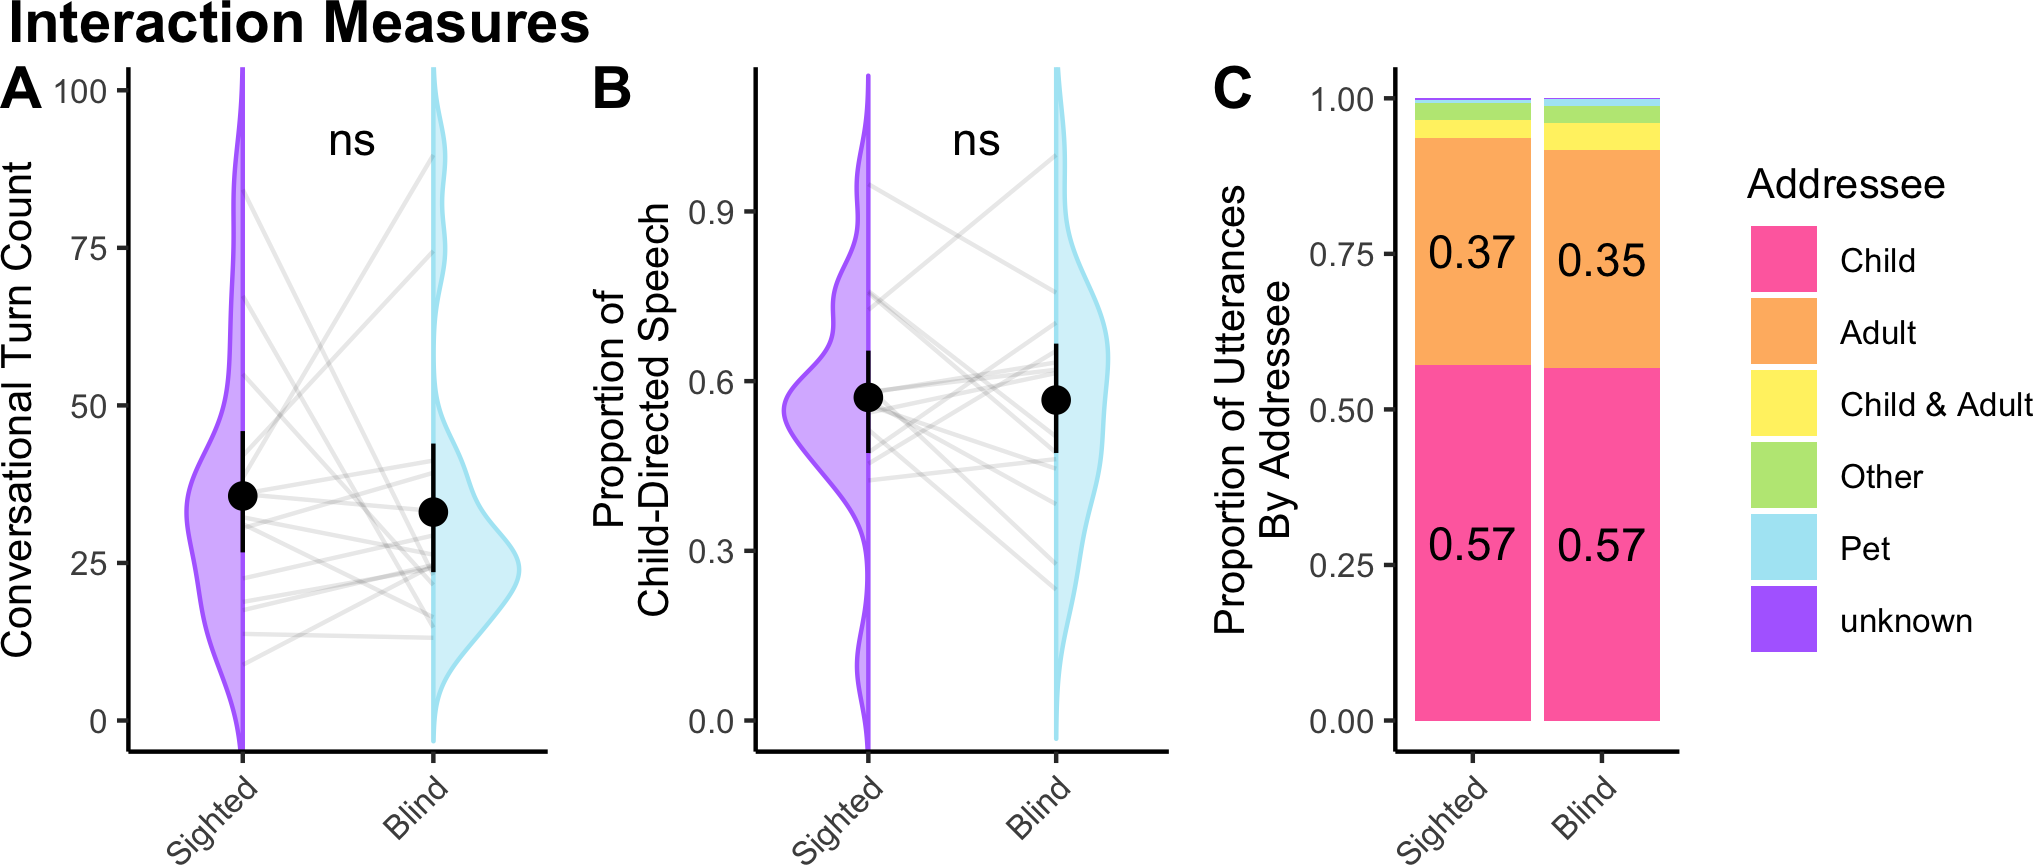 Interaction Measures
A
Conversational Turn Count
100
75
50
25
0
ns
Sighted
Blind
B
Proportion of
Child-Directed Speech
0.9
0.6
0.3
0.0
ns
Sighted
Blind
C
Proportion of Utterances
By Addressee
1.00
0.75
0.50
0.25
0.00
0.37
0.35
0.57
0.57
Sighted
Blind
Addressee
Child
Adult
Child & Adult
Other
Pet
unknown